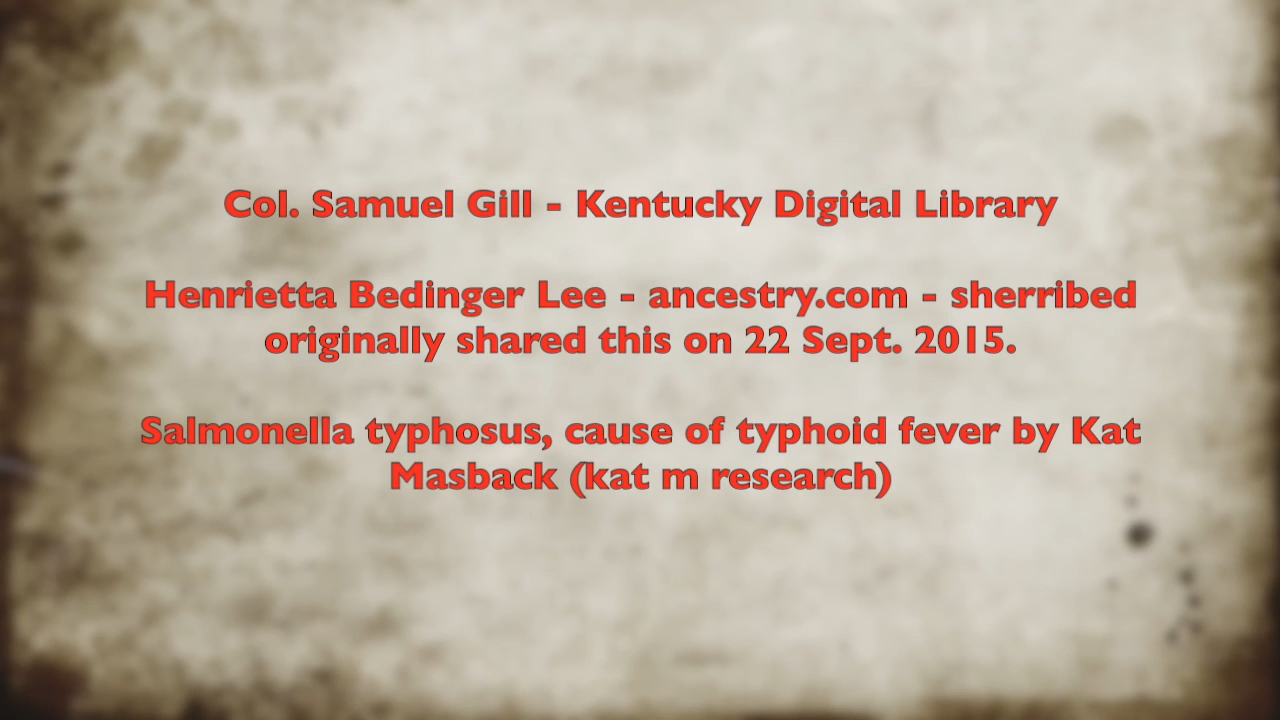 Col. Samuel Gill - Kentucky Digital Library
Henrietta Bedinger Lee - ancestry.com - sherribed
originally shared this on 22 Sept. 2015.
Salmonella typhosus, cause of typhoid fever by Kat
Masback (kat m research)